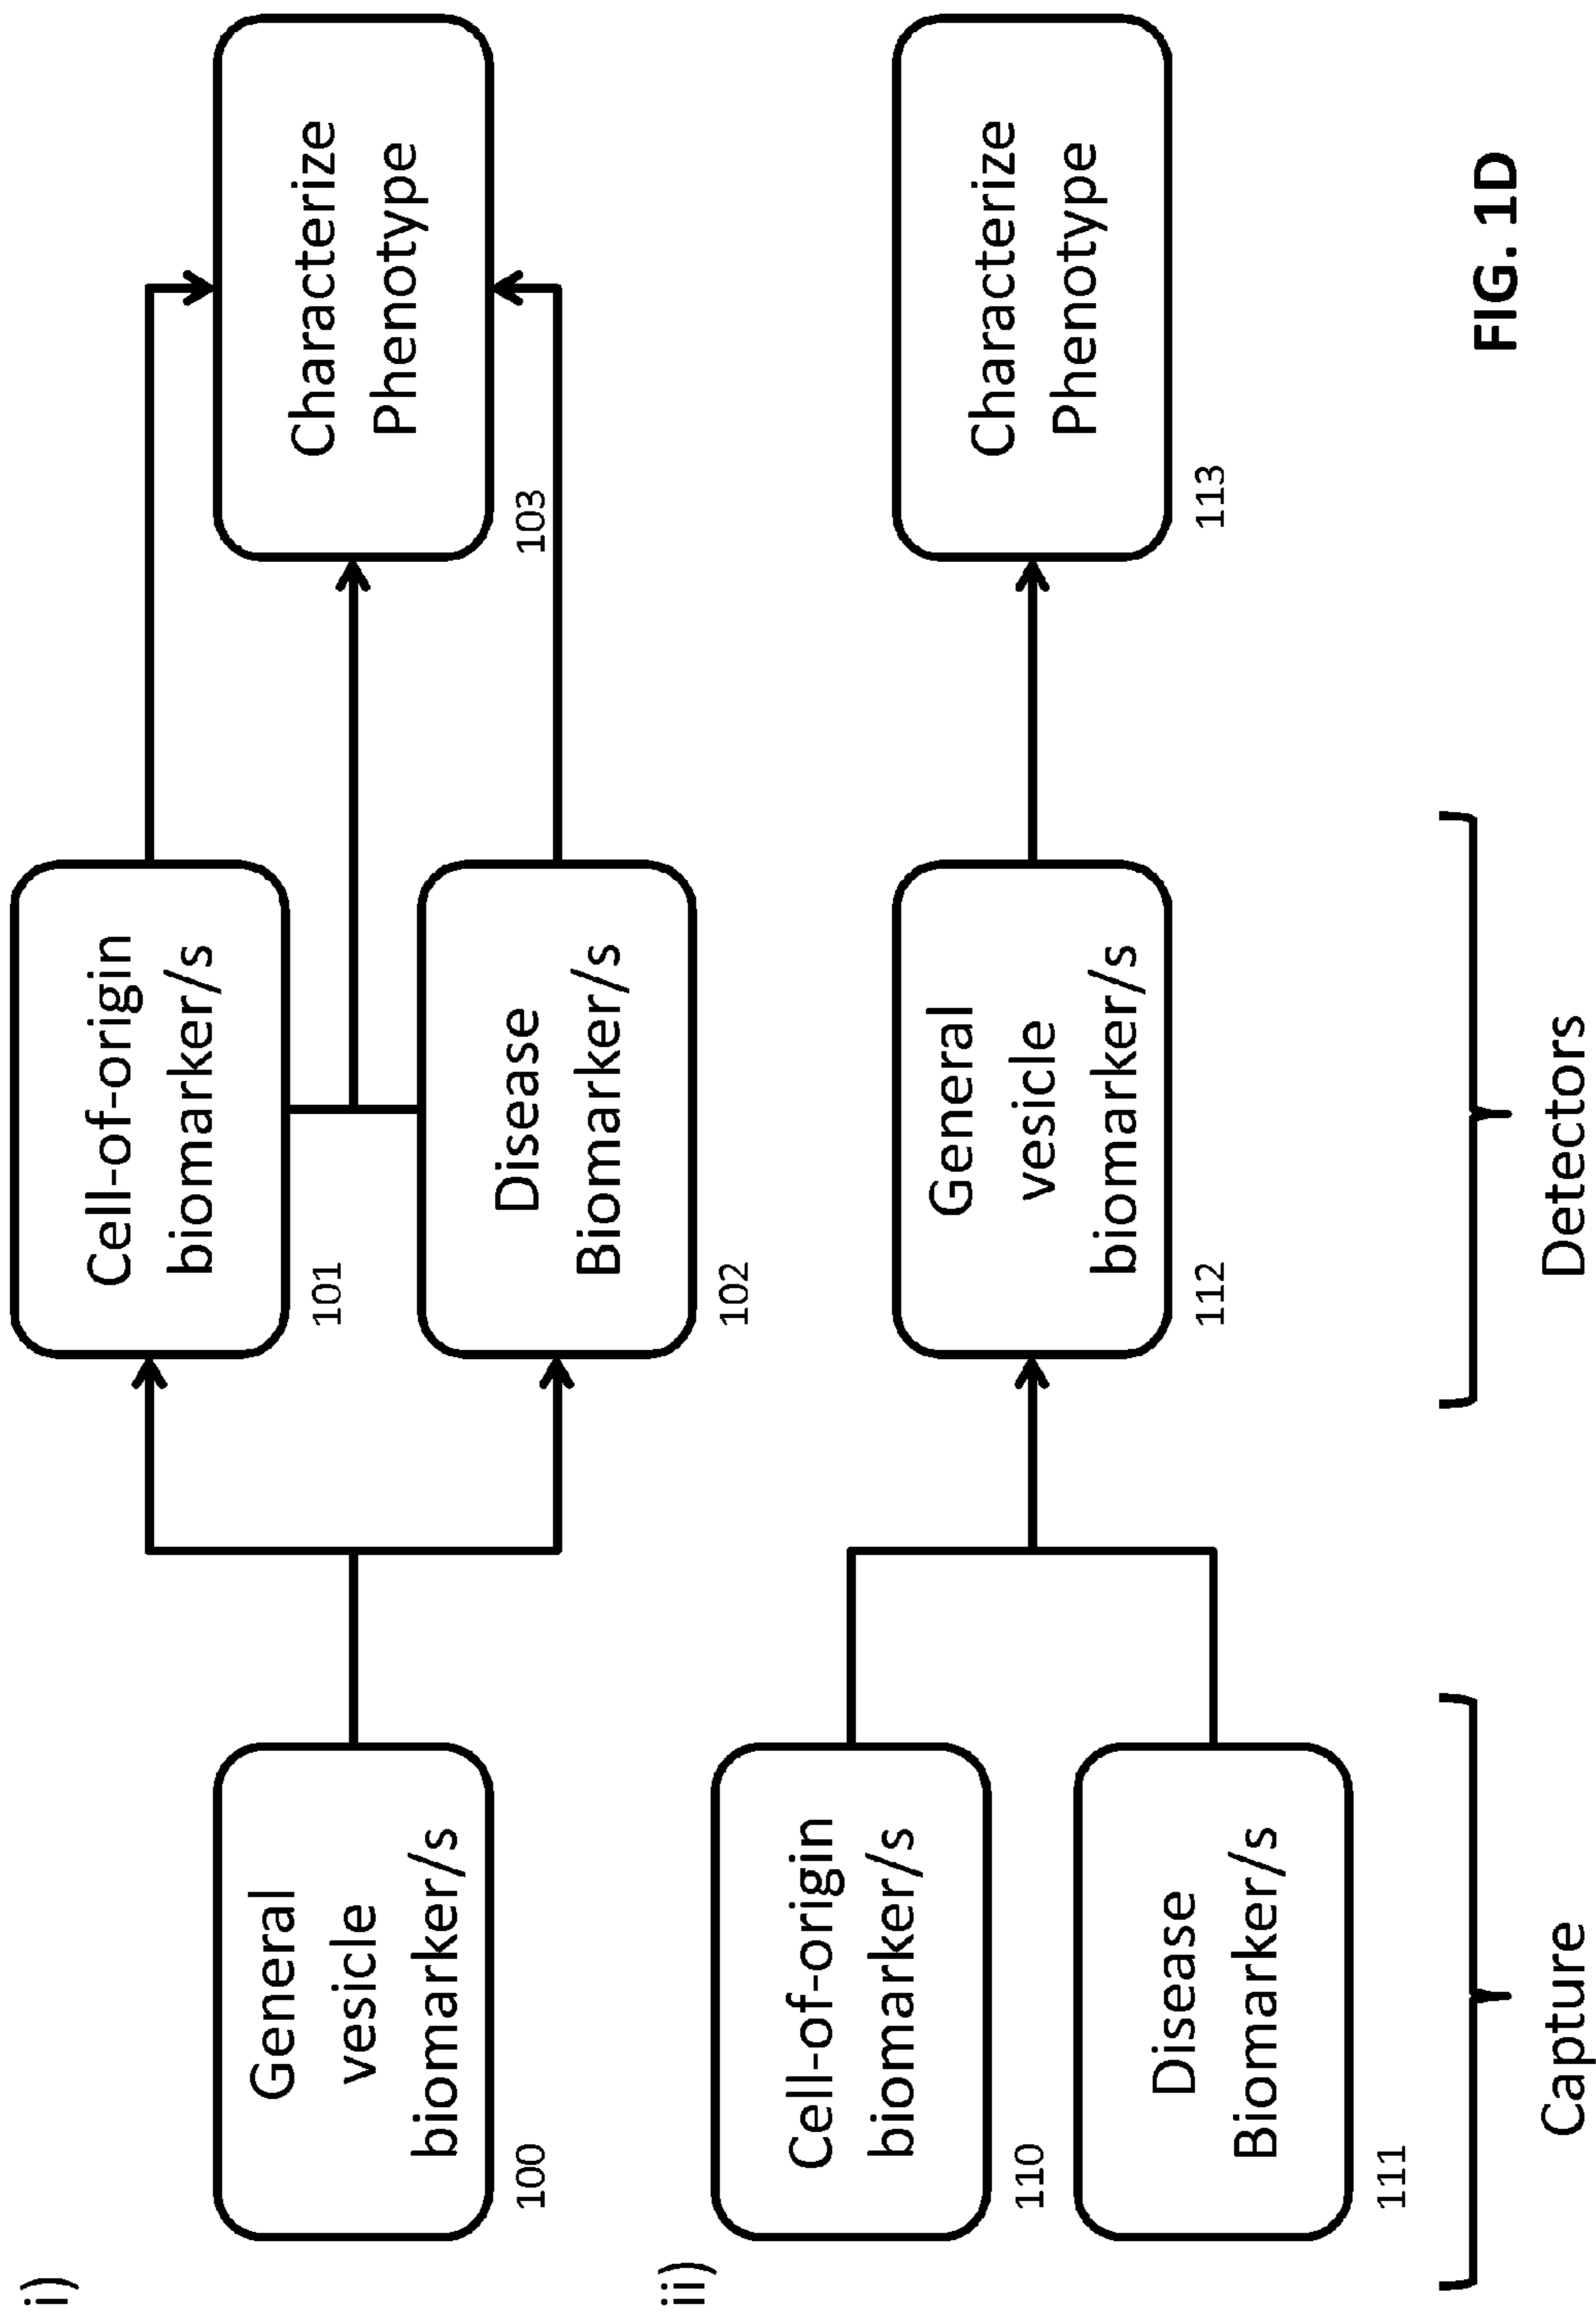 i)
General
vesicle
biomarker/s
100
Cell-of-origin
biomarker/s
101
Disease
Biomarker/s
102
Characterize
Phenotype
103
ii)
Cell-of-origin
biomarker/s
110
Disease
Biomarker/s
111
General
vesicle
biomarker/s
112
Characterize
Phenotype
113
Capture
Detectors
FIG. 1D